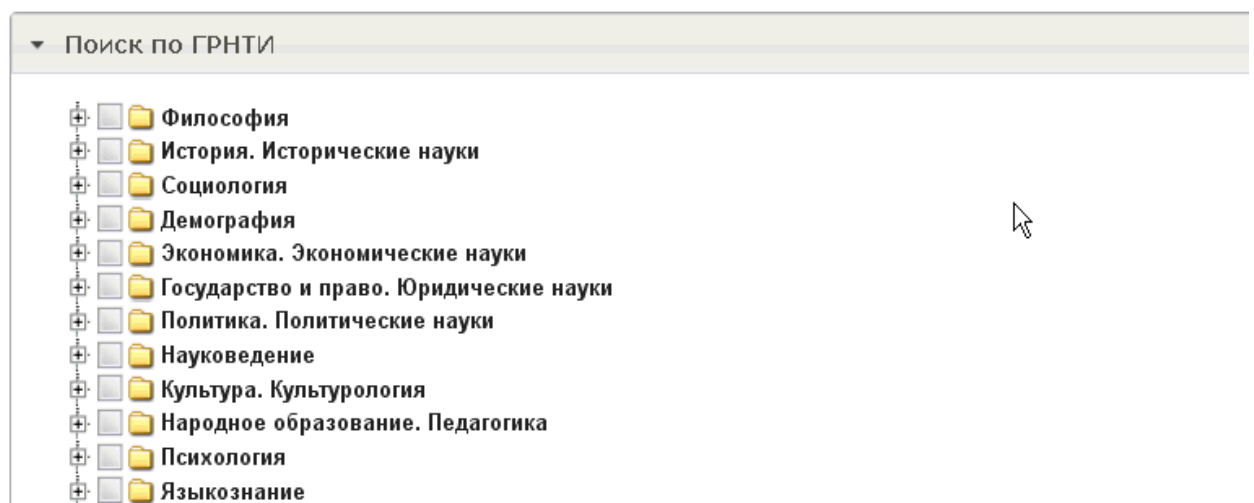 Поиск по ГРНТИ
Философия
История. Исторические науки
Социология
Демография
Экономика. Экономические науки
Государство и право. Юридические науки
Политика. Политические науки
Науковедение
Культура. Культурология
Народное образование. Педагогика
Психология
Языкознание